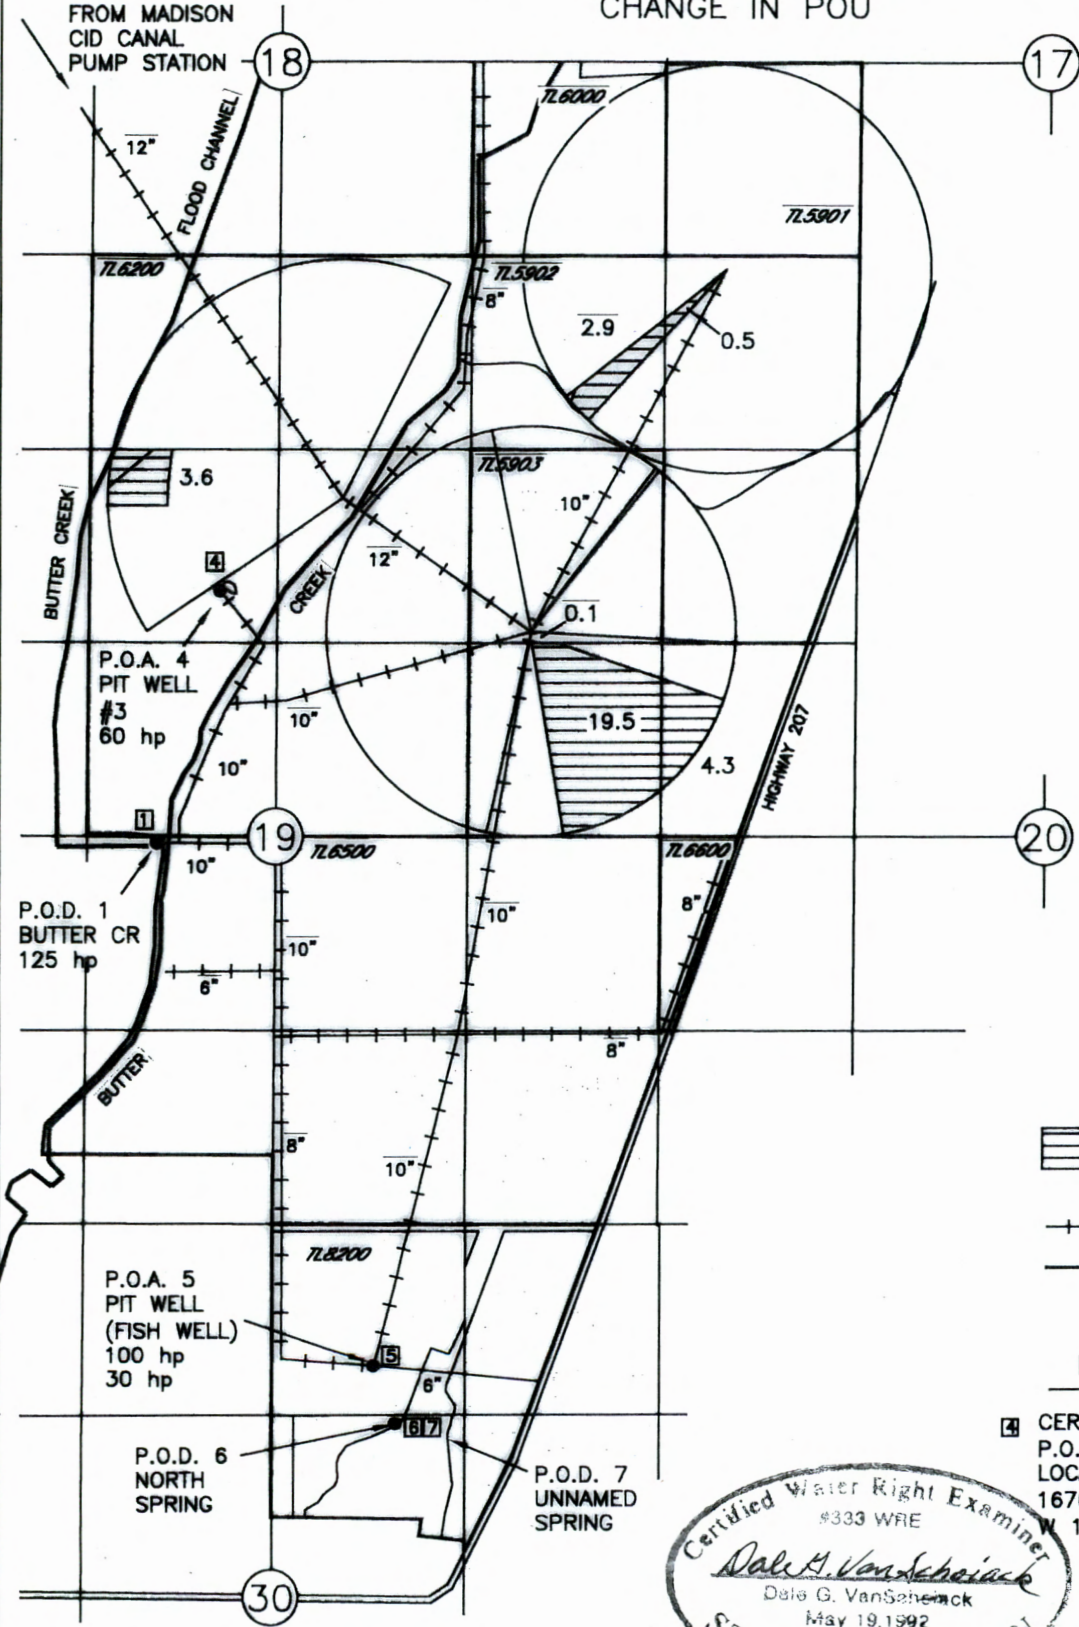 CHANGE IN POU
FROM MADISON
CID CANAL
PUMP STATION
18
17
FLOOD CHANNEL
12"
TL6000
TL5901
TL6200
TL5902
8"
2.9
0.5
TL5903
3.6
10"
BUTTER CREEK
12"
4
CREEK
0.1
P.O.A. 4
PIT WELL
#3
60 hp
10"
19.5
4.3
HIGHWAY 207
10"
1
19
20
TL6500
TL6600
10"
8"
P.O.D. 1
BUTTER CR
125 hp
10"
10"
6"
8"
BUTTER
8"
10"
TL8200
P.O.A. 5
PIT WELL
(FISH WELL)
100 hp
30 hp
5
6"
6 7
P.O.D. 6
NORTH
SPRING
P.O.D. 7
UNNAMED
SPRING
4 CER
P.O.
LOC
167
W 1
Certified Water Right Examiner
#333 WRE
Dale G. VanSchoiack
Dale G. VanSchoiack
May 19,1992
30